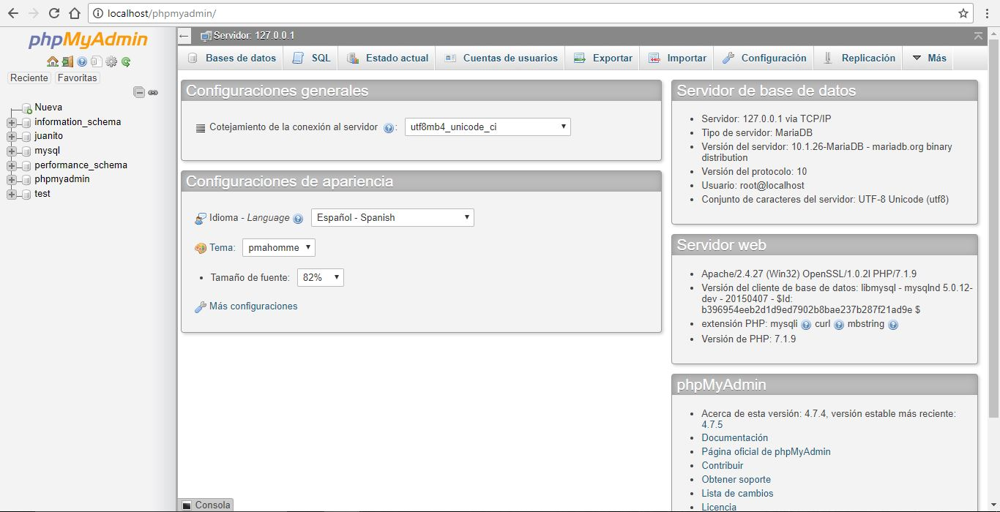 localhost/phpmyadmin/
phpMyAdmin
Reciente Favoritas
Nueva
information_schema
juanito
mysql
performance_schema
phpmyadmin
test
Servidor: 127.0.0.1
Bases de datos SQL Estado actual Cuentas de usuarios Exportar Importar Configuración Replicación Más
Configuraciones generales
Cotejamiento de la conexión al servidor : utf8mb4_unicode_ci
Configuraciones de apariencia
Idioma - Language Español - Spanish
Tema: pmahomme
• Tamaño de fuente: 82%
Más configuraciones
Servidor de base de datos
• Servidor: 127.0.0.1 via TCP/IP
• Tipo de servidor: MariaDB
• Versión del servidor: 10.1.26-MariaDB - mariadb.org binary
distribution
• Versión del protocolo: 10
• Usuario: root@localhost
• Conjunto de caracteres del servidor: UTF-8 Unicode (utf8)
Servidor web
• Apache/2.4.27 (Win32) OpenSSL/1.0.2l PHP/7.1.9
• Versión del cliente de base de datos: libmysql - mysqlnd 5.0.12-
dev - 20150407 - $Id:
b396954eeb2d1d9ed7902b8bae237b287f21ad9e $
• extensión PHP: mysqli curl mbstring
• Versión de PHP: 7.1.9
phpMyAdmin
• Acerca de esta versión: 4.7.4, versión estable más reciente:
4.7.5
• Documentación
• Página oficial de phpMyAdmin
• Contribuir
• Obtener soporte
• Lista de cambios
• Licencia
Consola